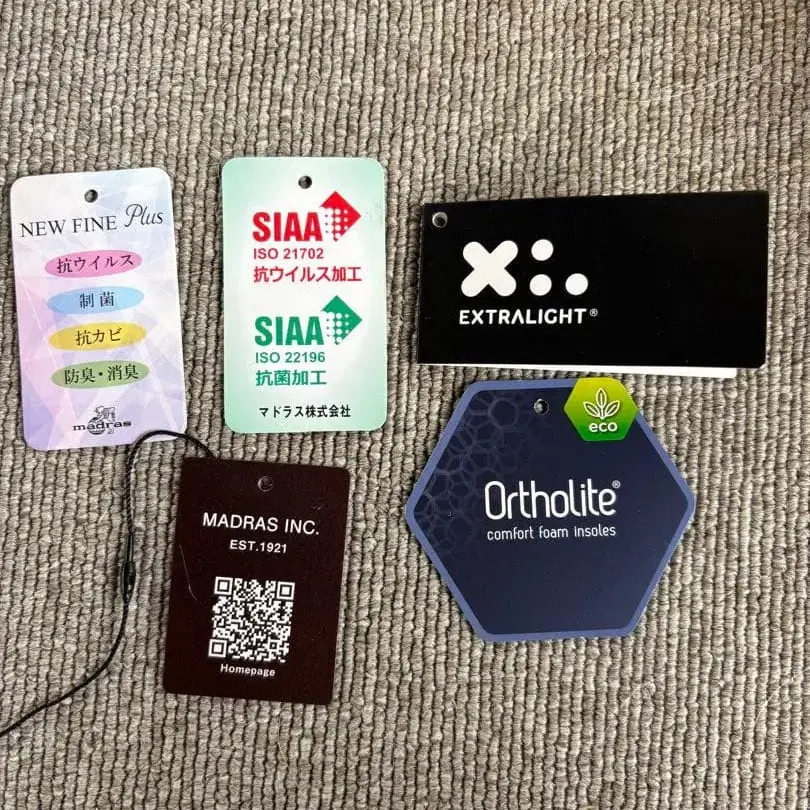 NEW FINE Plus
抗ウイルス
制菌
抗カビ
防臭・消臭
madras
SIAA
ISO 21702
抗ウイルス加工
SIAA
ISO 22196
抗菌加工
マドラス株式会社
EXTRALIGHT®
eco
Ortholite®
comfort foam insoles
MADRAS INC.
EST.1921
Homepage